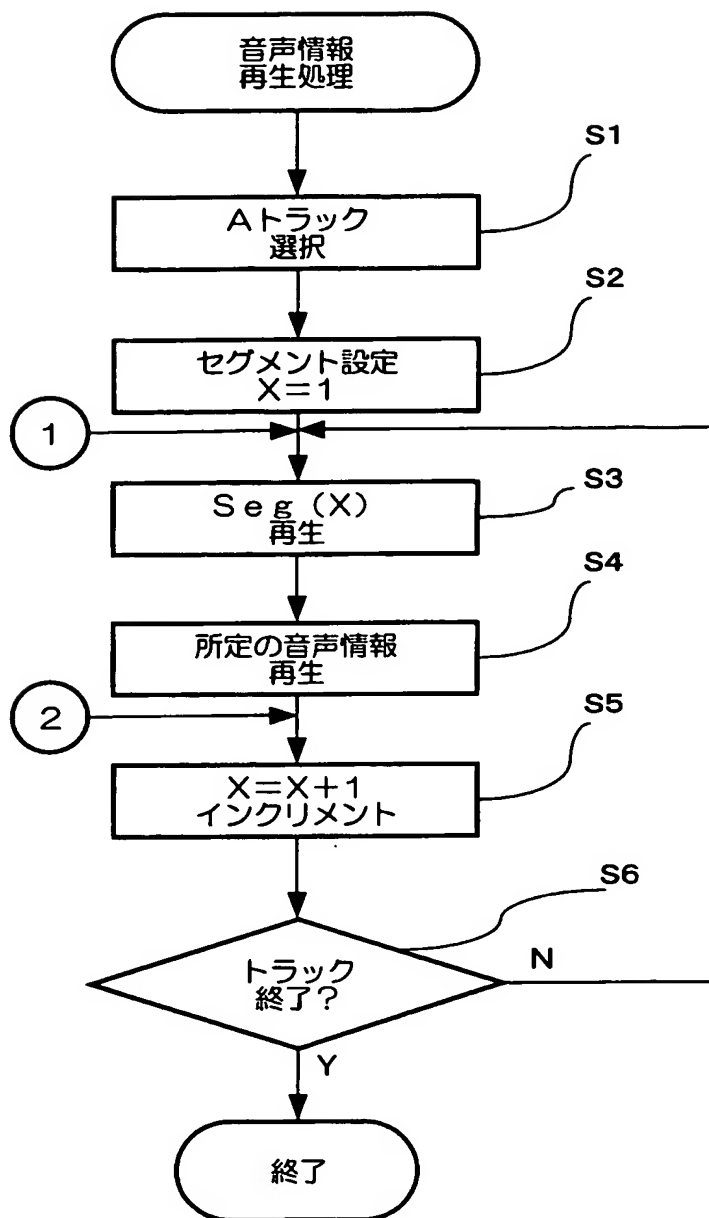 音声情報
再生処理
S1
Aトラック
選択
S2
セグメント設定
X=1
1
S3
Seg(X)
再生
S4
所定の音声情報
再生
2
S5
X=X+1
インクリメント
S6
トラック
終了?
N
Y
終了